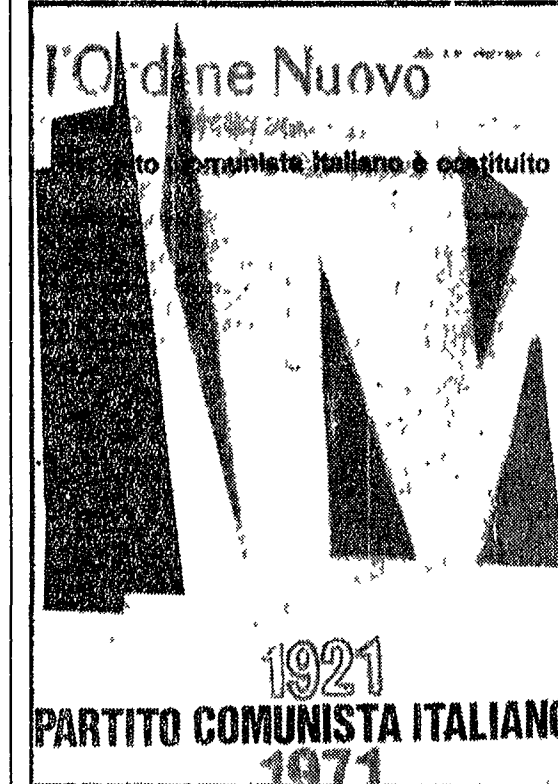 l'Ordine Nuovo
comunista italiano è costituito
1921
PARTITO COMUNISTA ITALIANO
1971